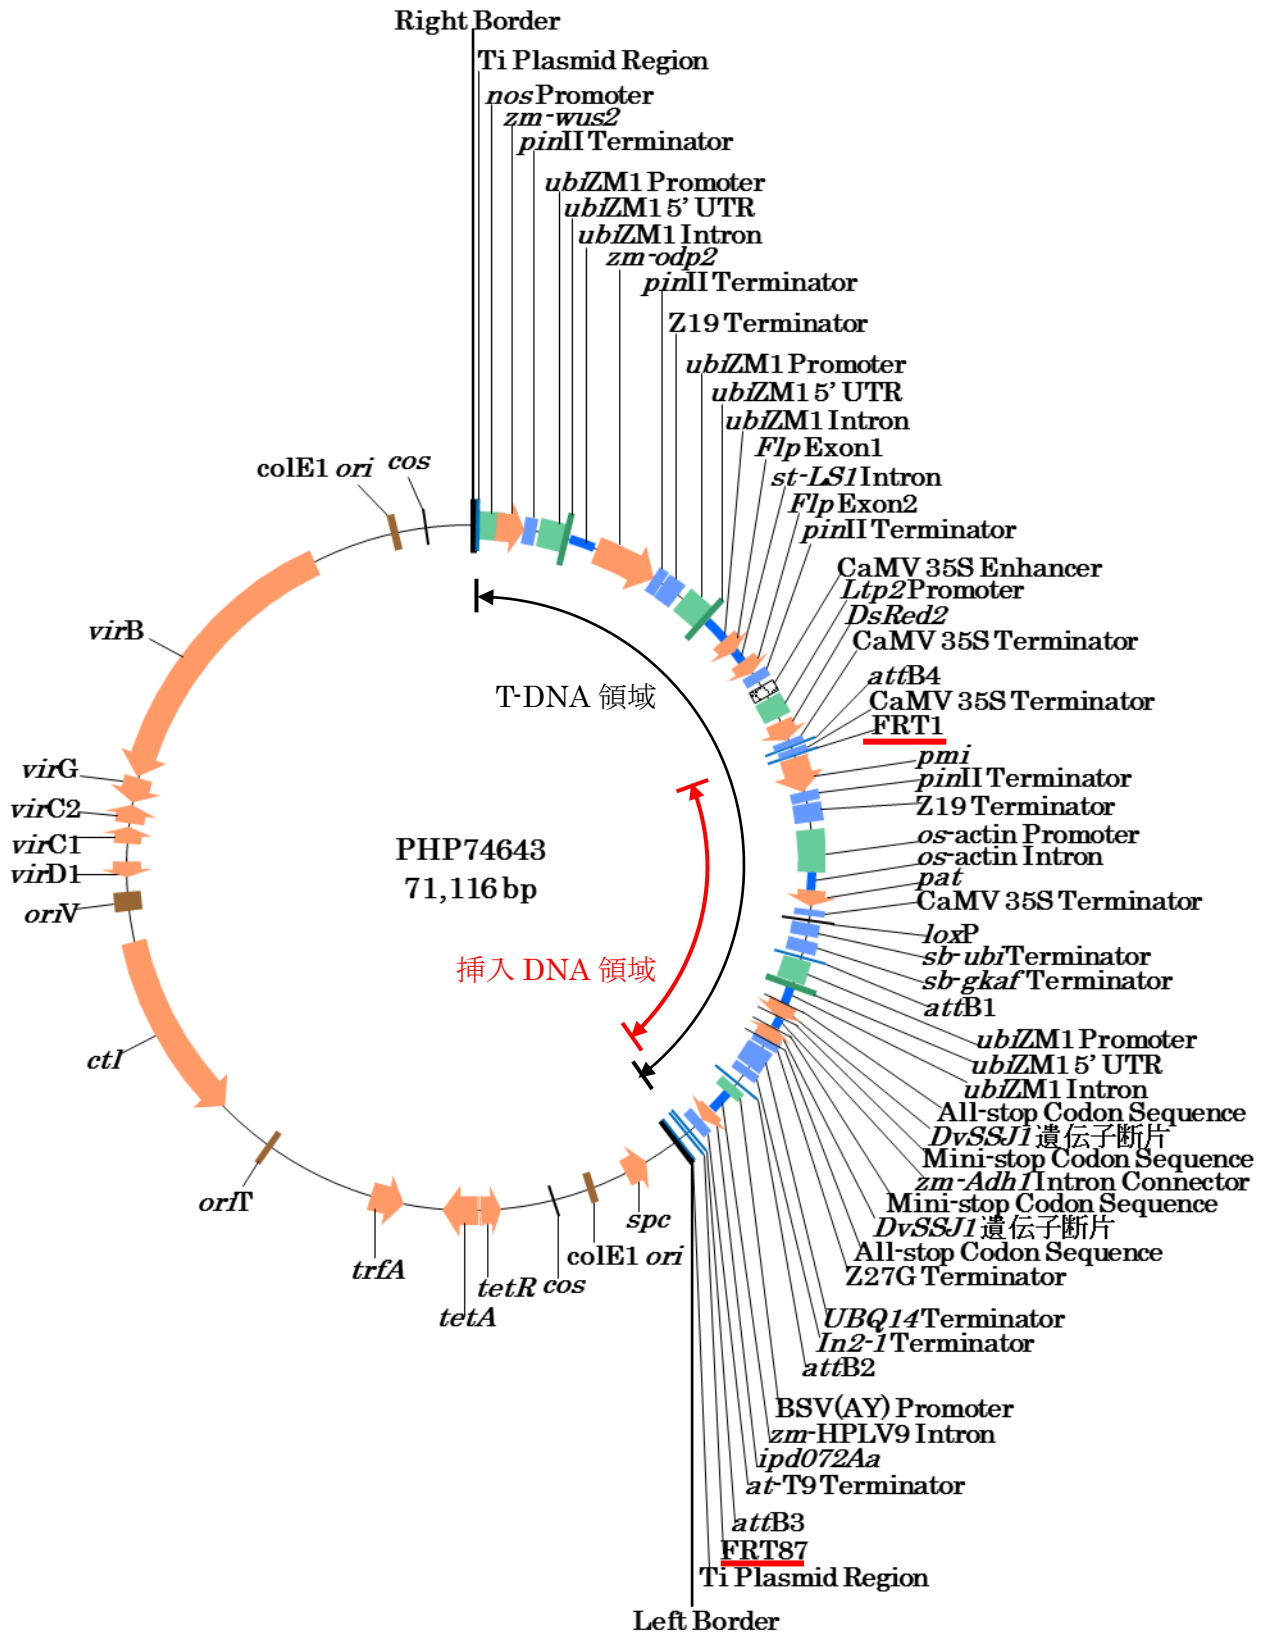 Right Border
Ti Plasmid Region
nos Promoter
zm-wus2
pinII Terminator
ubiZM1 Promoter
ubiZM1 5’ UTR
ubiZM1 Intron
zm-odp2
pinII Terminator
Z19 Terminator
ubiZM1 Promoter
ubiZM1 5’ UTR
ubiZM1 Intron
Flp Exon1
st-LS1 Intron
Flp Exon2
pinII Terminator
CaMV 35S Enhancer
Ltp2 Promoter
DsRed2
CaMV 35S Terminator
attB4
CaMV 35S Terminator
FRT1
pmi
pinII Terminator
Z19 Terminator
os-actin Promoter
os-actin Intron
pat
CaMV 35S Terminator
loxP
sb-ubi Terminator
sb-gkaf Terminator
attB1
ubiZM1 Promoter
ubiZM1 5’ UTR
ubiZM1 Intron
All-stop Codon Sequence
DvSSJ1 遺伝子断片
Mini-stop Codon Sequence
zm-Adh1 Intron Connector
Mini-stop Codon Sequence
DvSSJ1 遺伝子断片
All-stop Codon Sequence
Z27G Terminator
UBQ14 Terminator
In2-1 Terminator
attB2
BSV(AY) Promoter
zm-HPLV9 Intron
ipd072Aa
at-T9 Terminator
attB3
FRT87
Ti Plasmid Region
Left Border
spc
colE1 ori
cos
tetR
tetA
trfA
oriT
ctl
oriV
virD1
virC1
virC2
virG
virB
colE1 ori
cos
T-DNA 領域
PHP74643
71,116 bp
挿入 DNA 領域